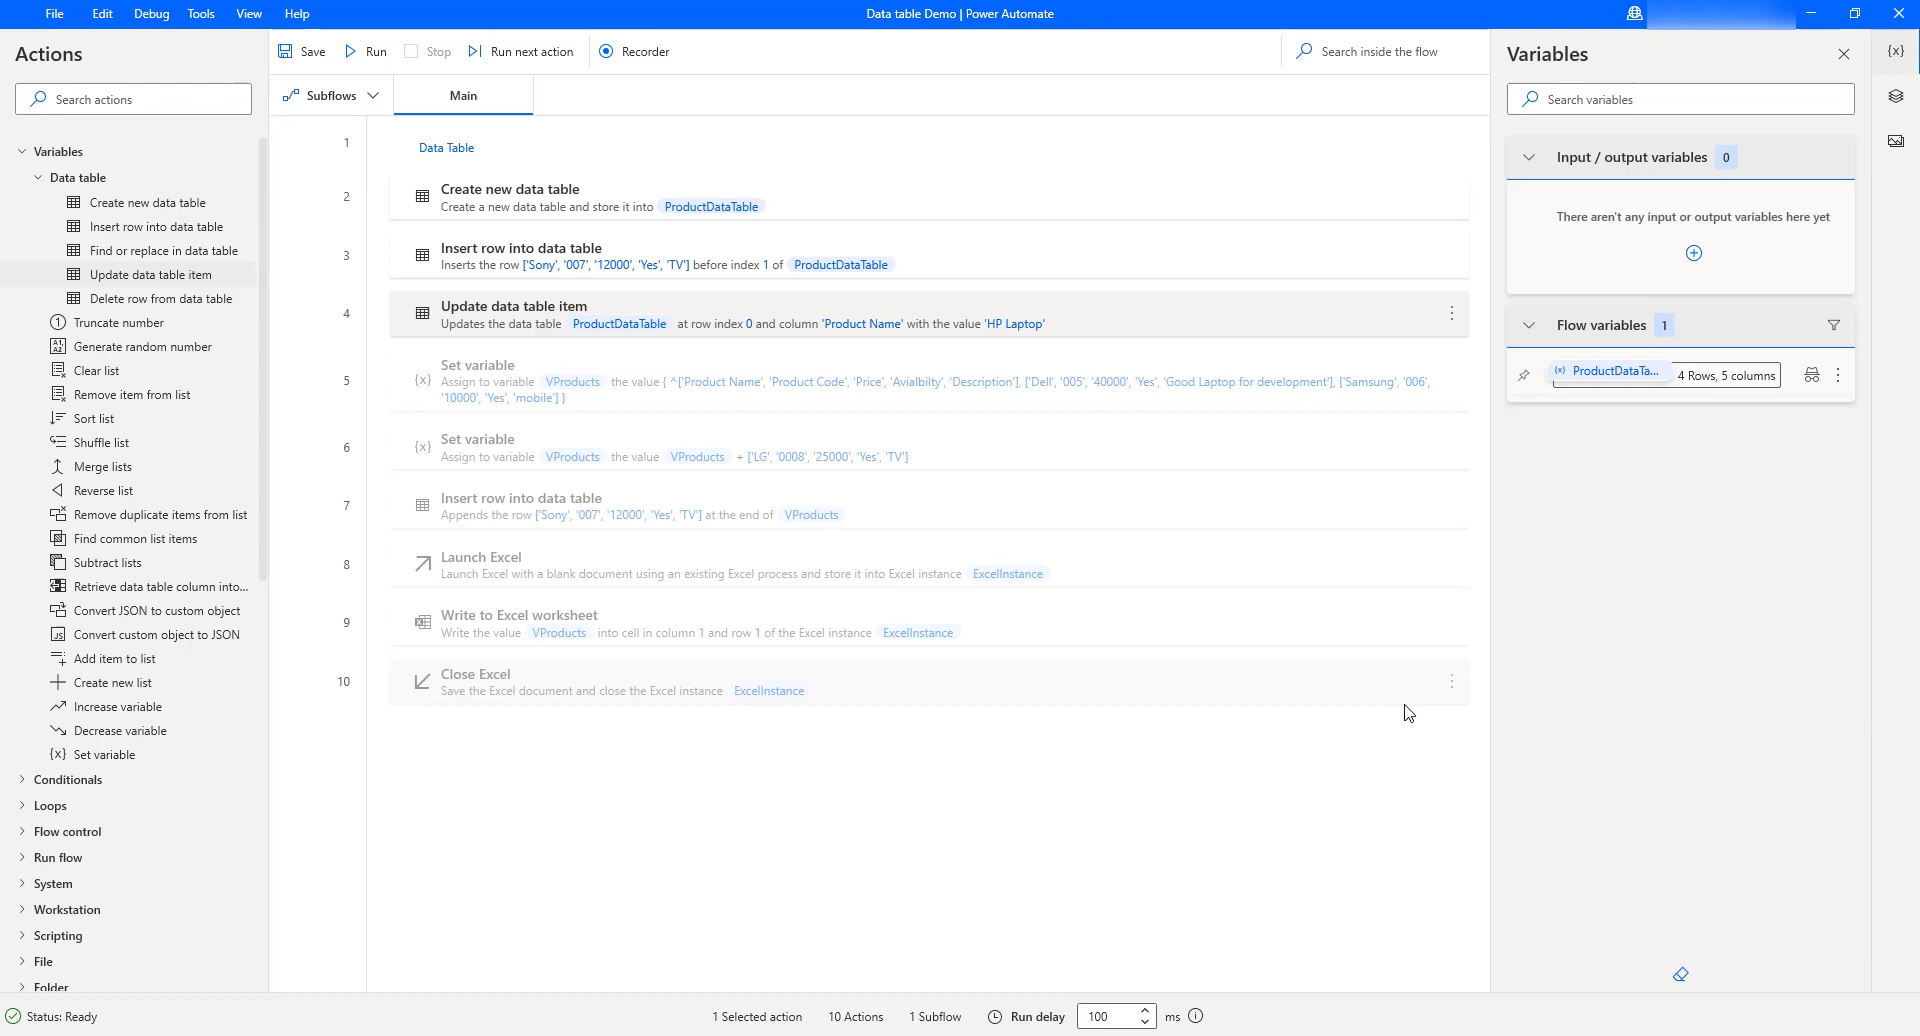 File Edit Debug Tools View Help
Data table Demo | Power Automate
Actions
Search actions
Variables
Data table
Create new data table
Insert row into data table
Find or replace in data table
Update data table item
Delete row from data table
Truncate number
Generate random number
Clear list
Remove item from list
Sort list
Shuffle list
Merge lists
Reverse list
Remove duplicate items from list
Find common list items
Subtract lists
Retrieve data table column into...
Convert JSON to custom object
Convert custom object to JSON
Add item to list
Create new list
Increase variable
Decrease variable
{x} Set variable
Conditionals
Loops
Flow control
Run flow
System
Workstation
Scripting
File
Folder
Save Run Stop Run next action Recorder
Search inside the flow
Subflows Main
1 Data Table
2 Create new data table
Create a new data table and store it into ProductDataTable
3 Insert row into data table
Inserts the row ['Sony', '007', '12000', 'Yes', 'TV'] before index 1 of ProductDataTable
4 Update data table item
Updates the data table ProductDataTable at row index 0 and column 'Product Name' with the value 'HP Laptop'
5 {x} Set variable
Assign to variable VProducts the value { ^['Product Name', 'Product Code', 'Price', 'Avialbilty', 'Description'], ['Dell', '005', '40000', 'Yes', 'Good Laptop for development'], ['Samsung', '006',
'10000', 'Yes', 'mobile'] }
6 {x} Set variable
Assign to variable VProducts the value VProducts + ['LG', '0008', '25000', 'Yes', 'TV']
7 Insert row into data table
Appends the row ['Sony', '007', '12000', 'Yes', 'TV'] at the end of VProducts
8 Launch Excel
Launch Excel with a blank document using an existing Excel process and store it into Excel instance ExcelInstance
9 Write to Excel worksheet
Write the value VProducts into cell in column 1 and row 1 of the Excel instance ExcelInstance
10 Close Excel
Save the Excel document and close the Excel instance ExcelInstance
Variables
{x}
Search variables
Input / output variables 0
There aren't any input or output variables here yet
Flow variables 1
(x) ProductDataTa... 4 Rows, 5 columns
Status: Ready
1 Selected action 10 Actions 1 Subflow Run delay 100 ms